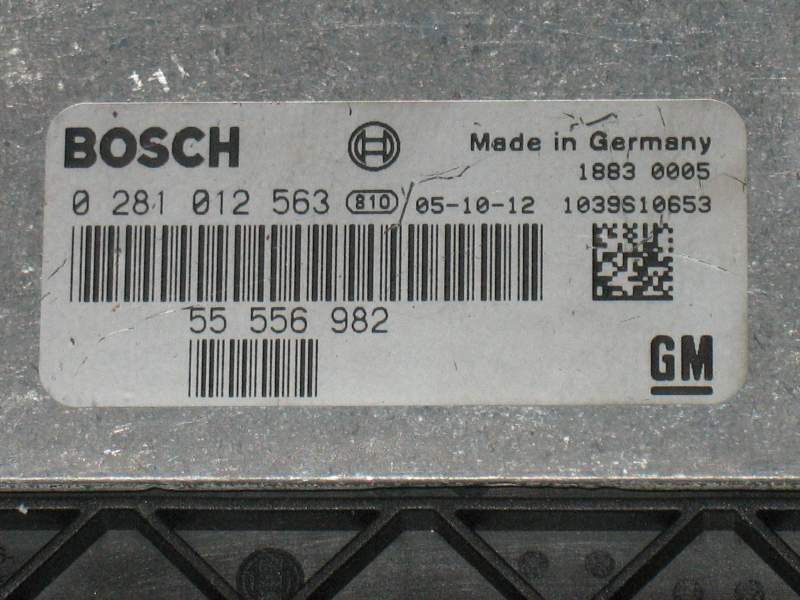 BOSCH
Made in Germany
1883 0005
0 281 012 563 810 05-10-12 1039S10653
55 556 982
GM